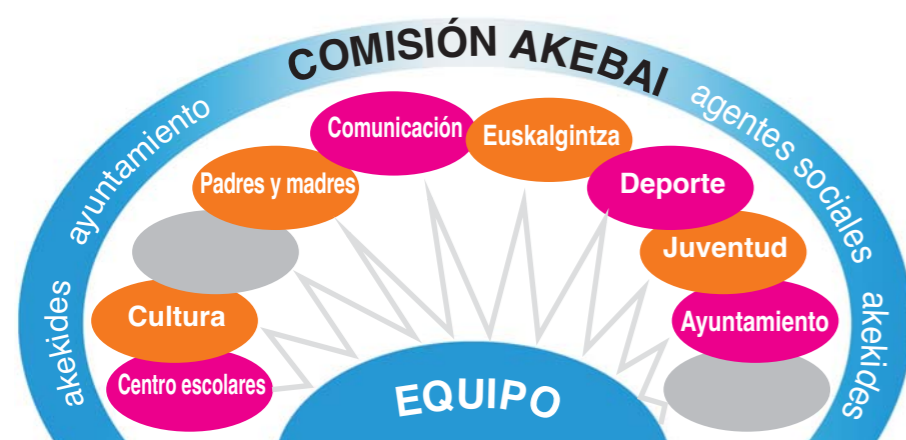 COMISIÓN AKEBAI
akekides
ayuntamiento
agentes sociales
akekides
Centro escolares
Cultura
Padres y madres
Comunicación
Euskalgintza
Deporte
Juventud
Ayuntamiento
EQUIPO